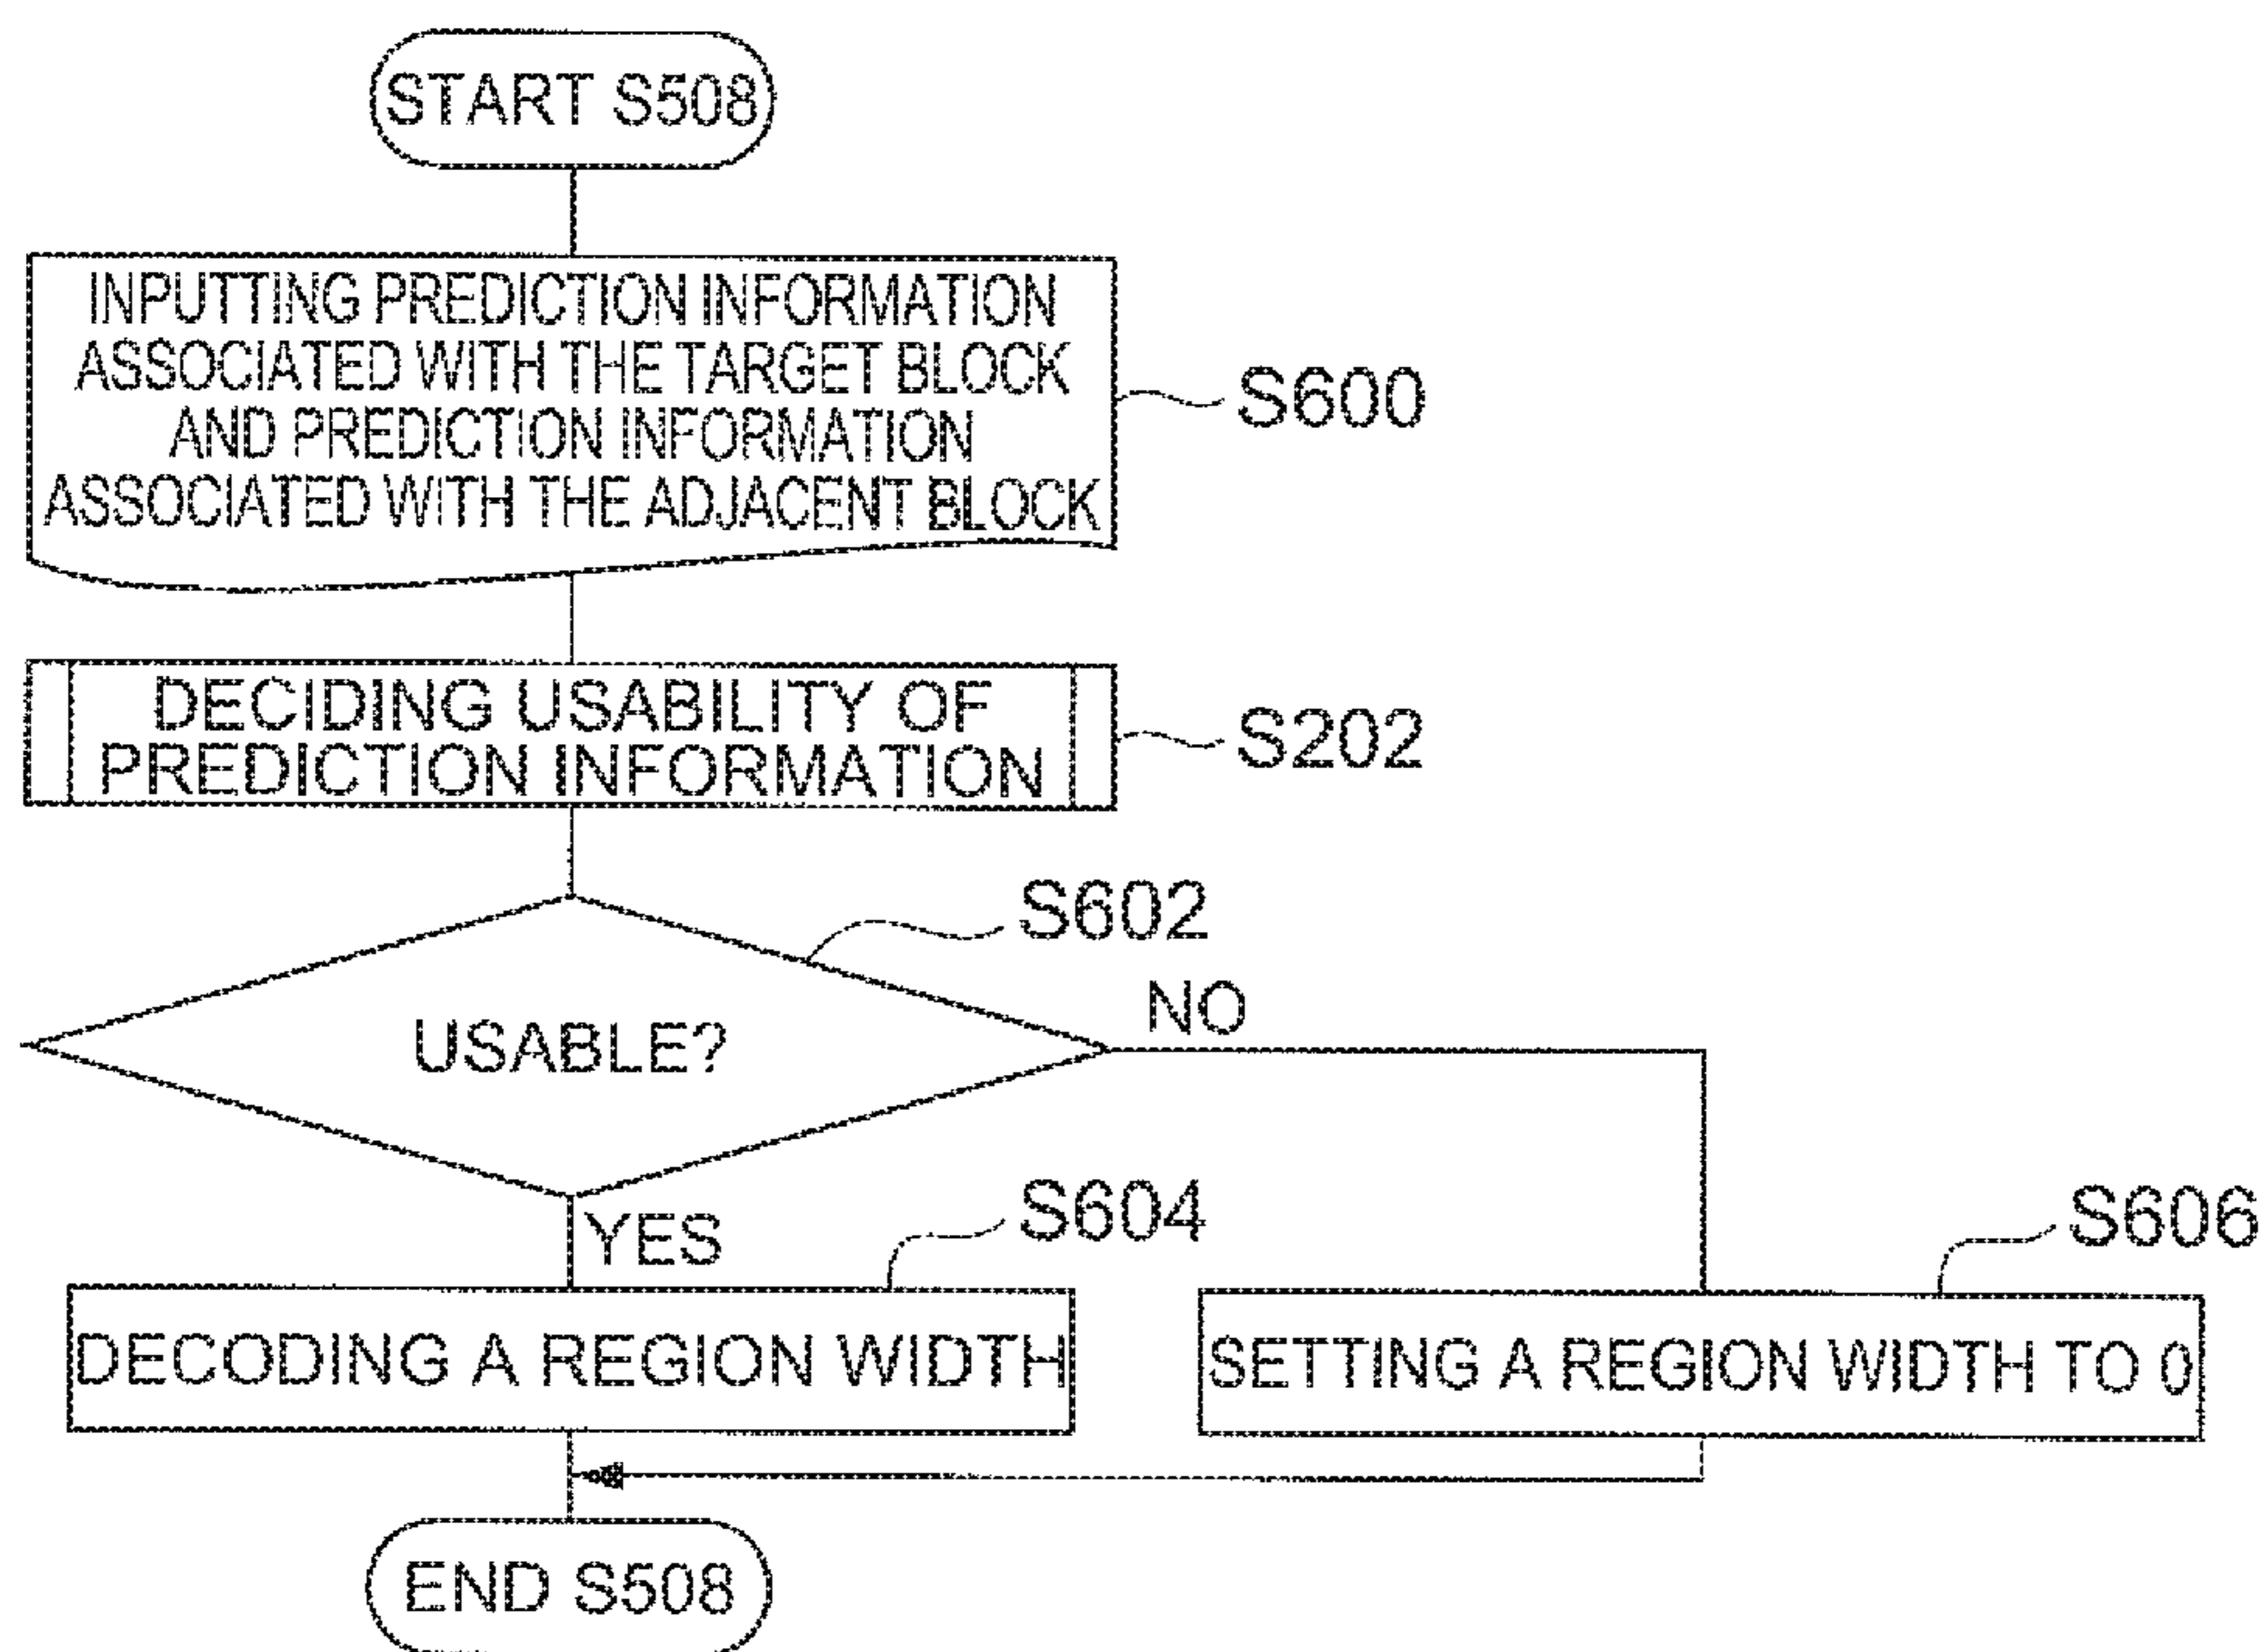 START S508
INPUTTING PREDICTION INFORMATION
ASSOCIATED WITH THE TARGET BLOCK
AND PREDICTION INFORMATION
ASSOCIATED WITH THE ADJACENT BLOCK
S600
DECIDING USABILITY OF
PREDICTION INFORMATION
S202
S602
USABLE?
NO
YES
S604
S606
DECODING A REGION WIDTH
SETTING A REGION WIDTH TO 0
END S508